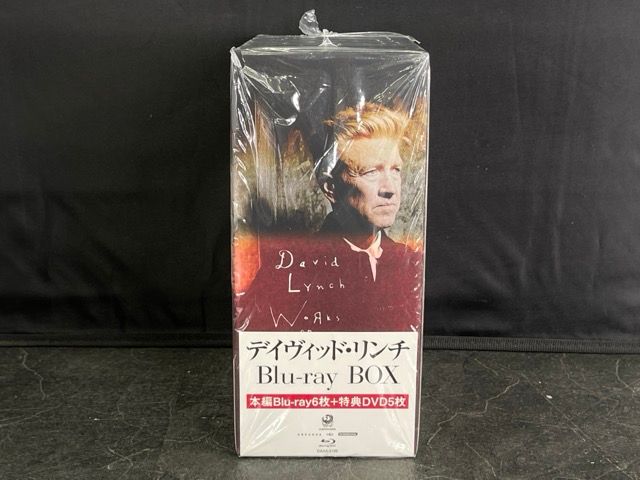 David
Lynch
WoЯks
デイヴィッド・リンチ
Blu-ray BOX
本編Blu-ray6枚+特典DVD5枚